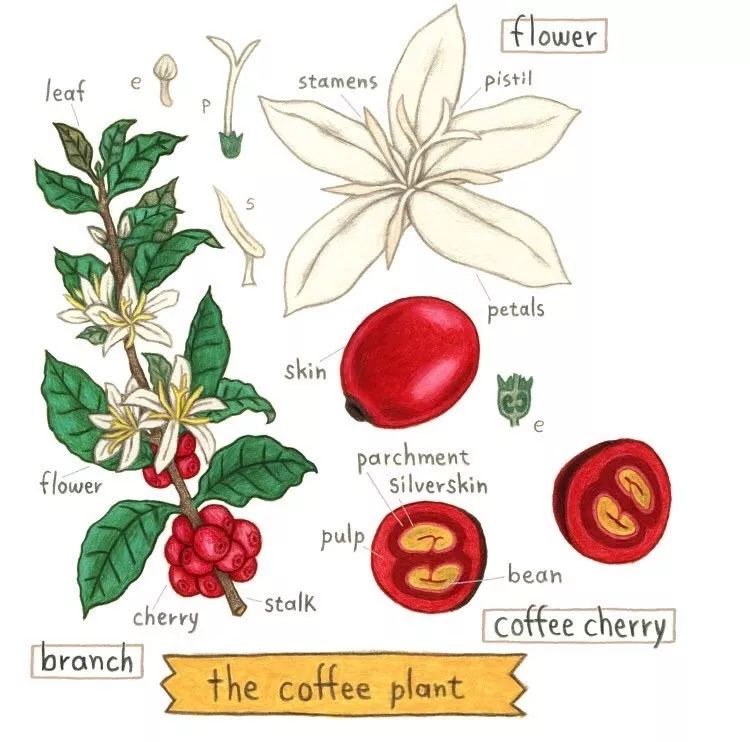 flower
leaf
e
p
stamens
pistil
s
petals
skin
e
parchment
silverskin
flower
pulp
bean
cherry
stalk
coffee cherry
branch
the coffee plant